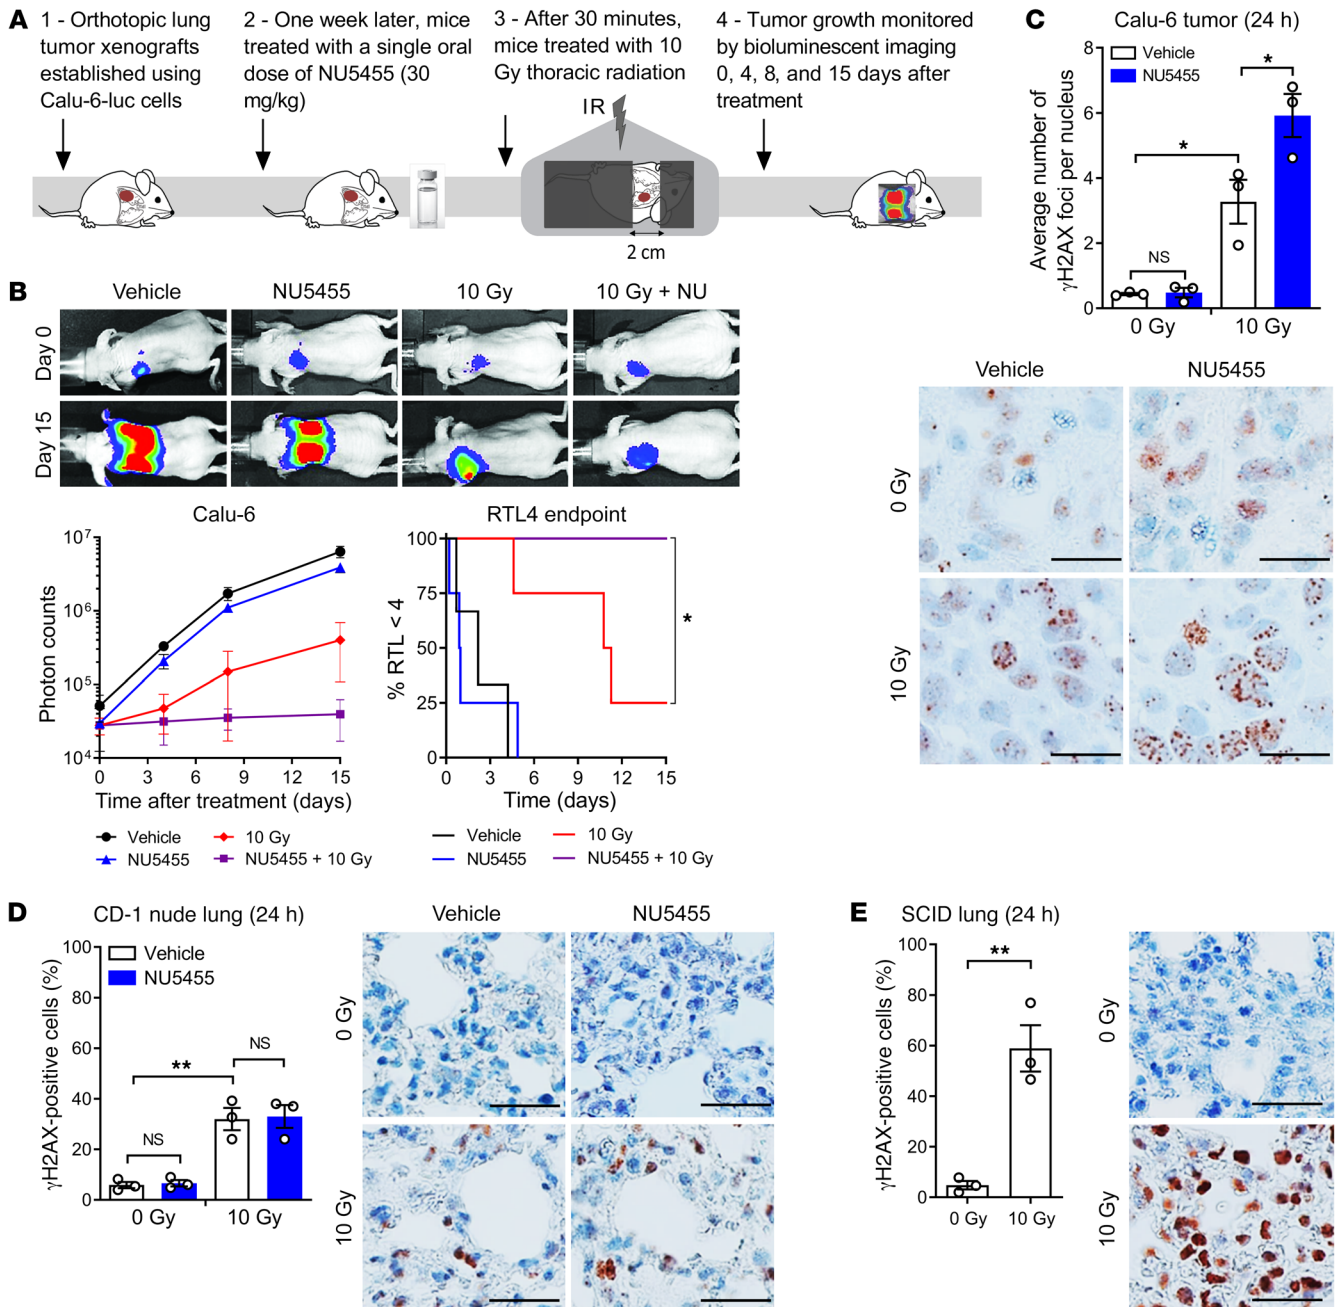 A
1 - Orthotopic lung
tumor xenografts
established using
Calu-6-luc cells
2 - One week later, mice
treated with a single oral
dose of NU5455 (30
mg/kg)
3 - After 30 minutes,
mice treated with 10
Gy thoracic radiation
4 - Tumor growth monitored
by bioluminescent imaging
0, 4, 8, and 15 days after
treatment
IR
2 cm
B
Vehicle
NU5455
10 Gy
10 Gy + NU
Day 0
Day 15
Calu-6
Photon counts
10⁷
10⁶
10⁵
10⁴
0 3 6 9 12 15
Time after treatment (days)
Vehicle
10 Gy
NU5455
NU5455 + 10 Gy
RTL4 endpoint
% RTL < 4
100
75
50
25
0
*
0 3 6 9 12 15
Time (days)
Vehicle
10 Gy
NU5455
NU5455 + 10 Gy
C
Calu-6 tumor (24 h)
Average number of
γH2AX foci per nucleus
8
6
4
2
0
Vehicle
NU5455
NS
*
*
0 Gy
10 Gy
Vehicle
NU5455
0 Gy
10 Gy
D
CD-1 nude lung (24 h)
γH2AX-positive cells (%)
100
80
60
40
20
0
Vehicle
NU5455
NS
**
NS
0 Gy
10 Gy
Vehicle
NU5455
0 Gy
10 Gy
E
SCID lung (24 h)
γH2AX-positive cells (%)
100
80
60
40
20
0
**
0 Gy
10 Gy
0 Gy
10 Gy